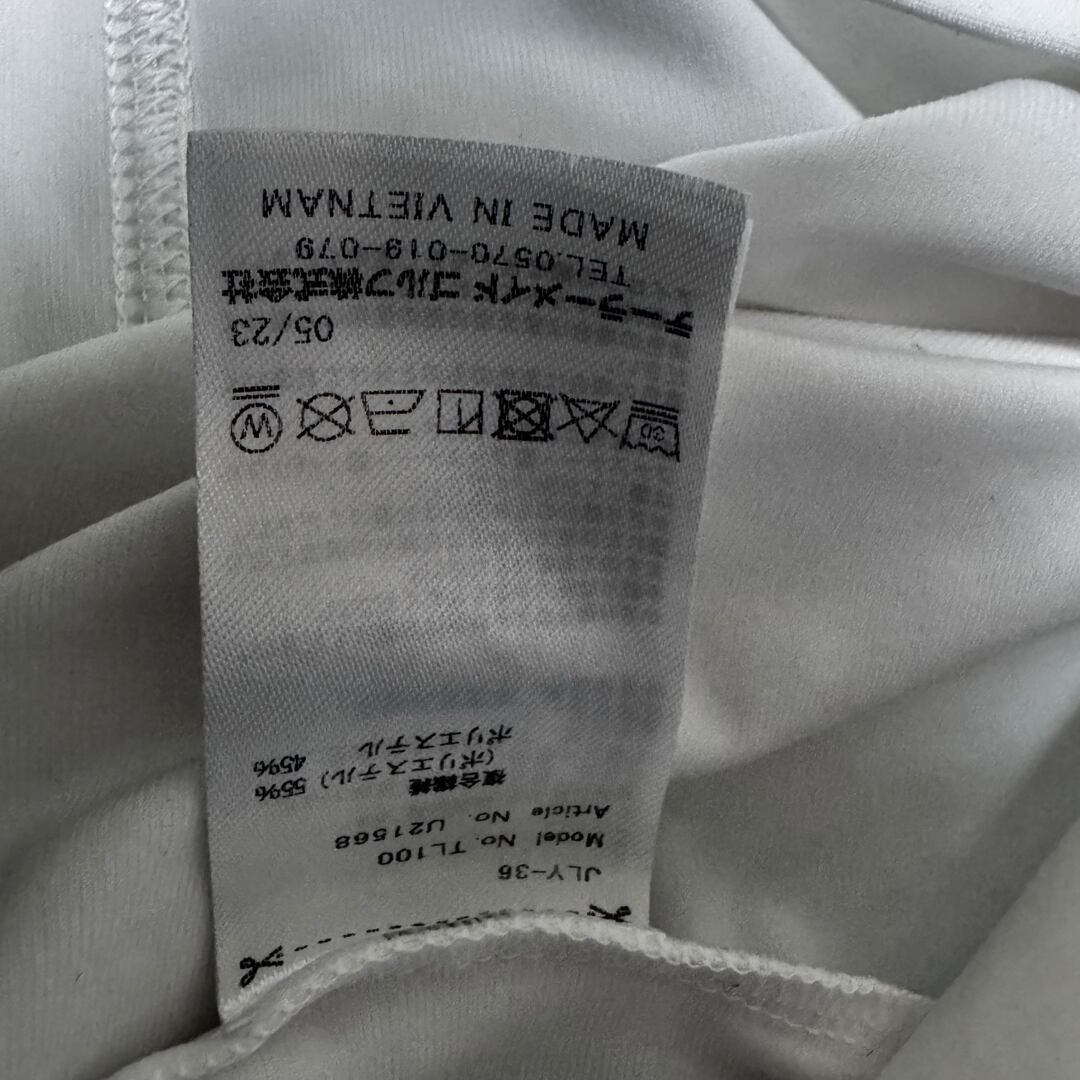 JLY-36
Model No. TL100
Article No. U21568
複合繊維
(ポリエステル) 55%
ポリエステル 45%
30
W
05/23
テーラーメイド ゴルフ株式会社
TEL.0570-019-079
MADE IN VIETNAM